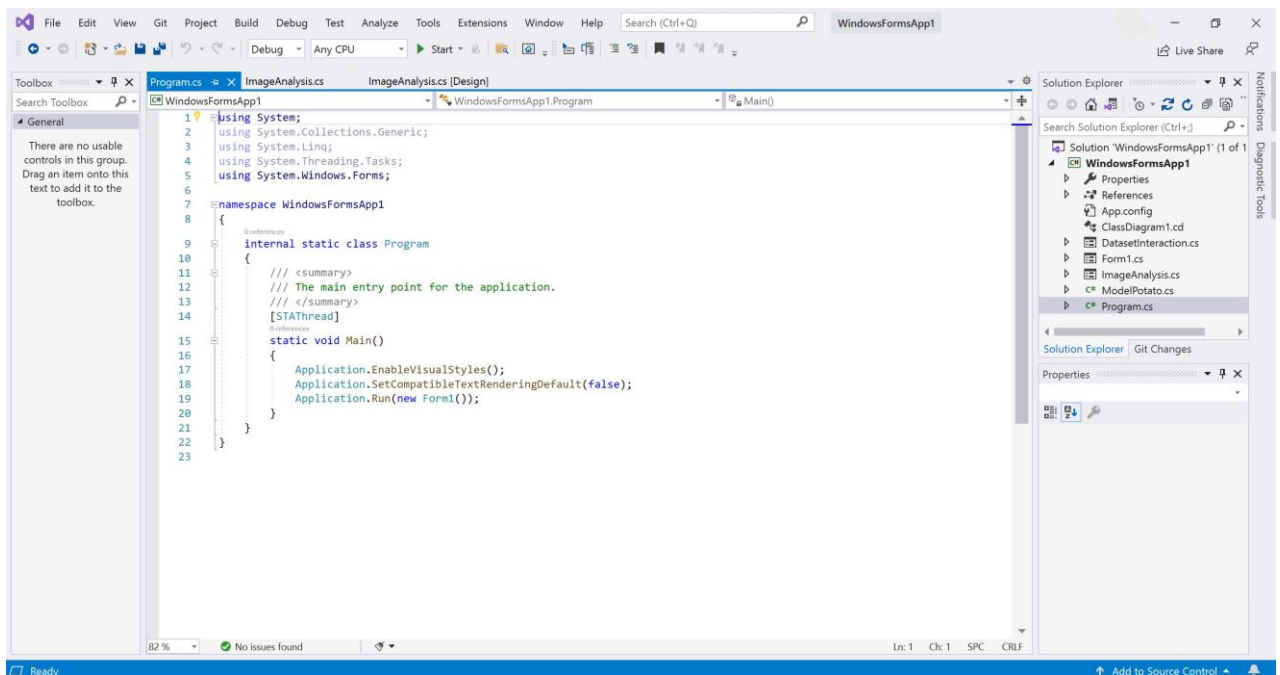 File Edit View Git Project Build Debug Test Analyze Tools Extensions Window Help Search (Ctrl+Q) WindowsFormsApp1
Debug Any CPU Start Live Share
Toolbox
Search Toolbox
General
There are no usable
controls in this group.
Drag an item onto this
text to add it to the
toolbox.
Program.cs ImageAnalysis.cs ImageAnalysis.cs [Design]
C# WindowsFormsApp1 WindowsFormsApp1.Program Main()
1 using System;
2 using System.Collections.Generic;
3 using System.Linq;
4 using System.Threading.Tasks;
5 using System.Windows.Forms;
6
7 namespace WindowsFormsApp1
8 {
0 references
9 internal static class Program
10 {
11 /// <summary>
12 /// The main entry point for the application.
13 /// </summary>
14 [STAThread]
0 references
15 static void Main()
16 {
17 Application.EnableVisualStyles();
18 Application.SetCompatibleTextRenderingDefault(false);
19 Application.Run(new Form1());
20 }
21 }
22 }
23
82 % No issues found Ln: 1 Ch: 1 SPC CRLF
Solution Explorer
Search Solution Explorer (Ctrl+;)
Solution 'WindowsFormsApp1' (1 of 1
C# WindowsFormsApp1
Properties
References
App.config
ClassDiagram1.cd
DatasetInteraction.cs
Form1.cs
ImageAnalysis.cs
C# ModelPotato.cs
C# Program.cs
Solution Explorer Git Changes
Properties
Notifications
Diagnostic Tools
Ready Add to Source Control